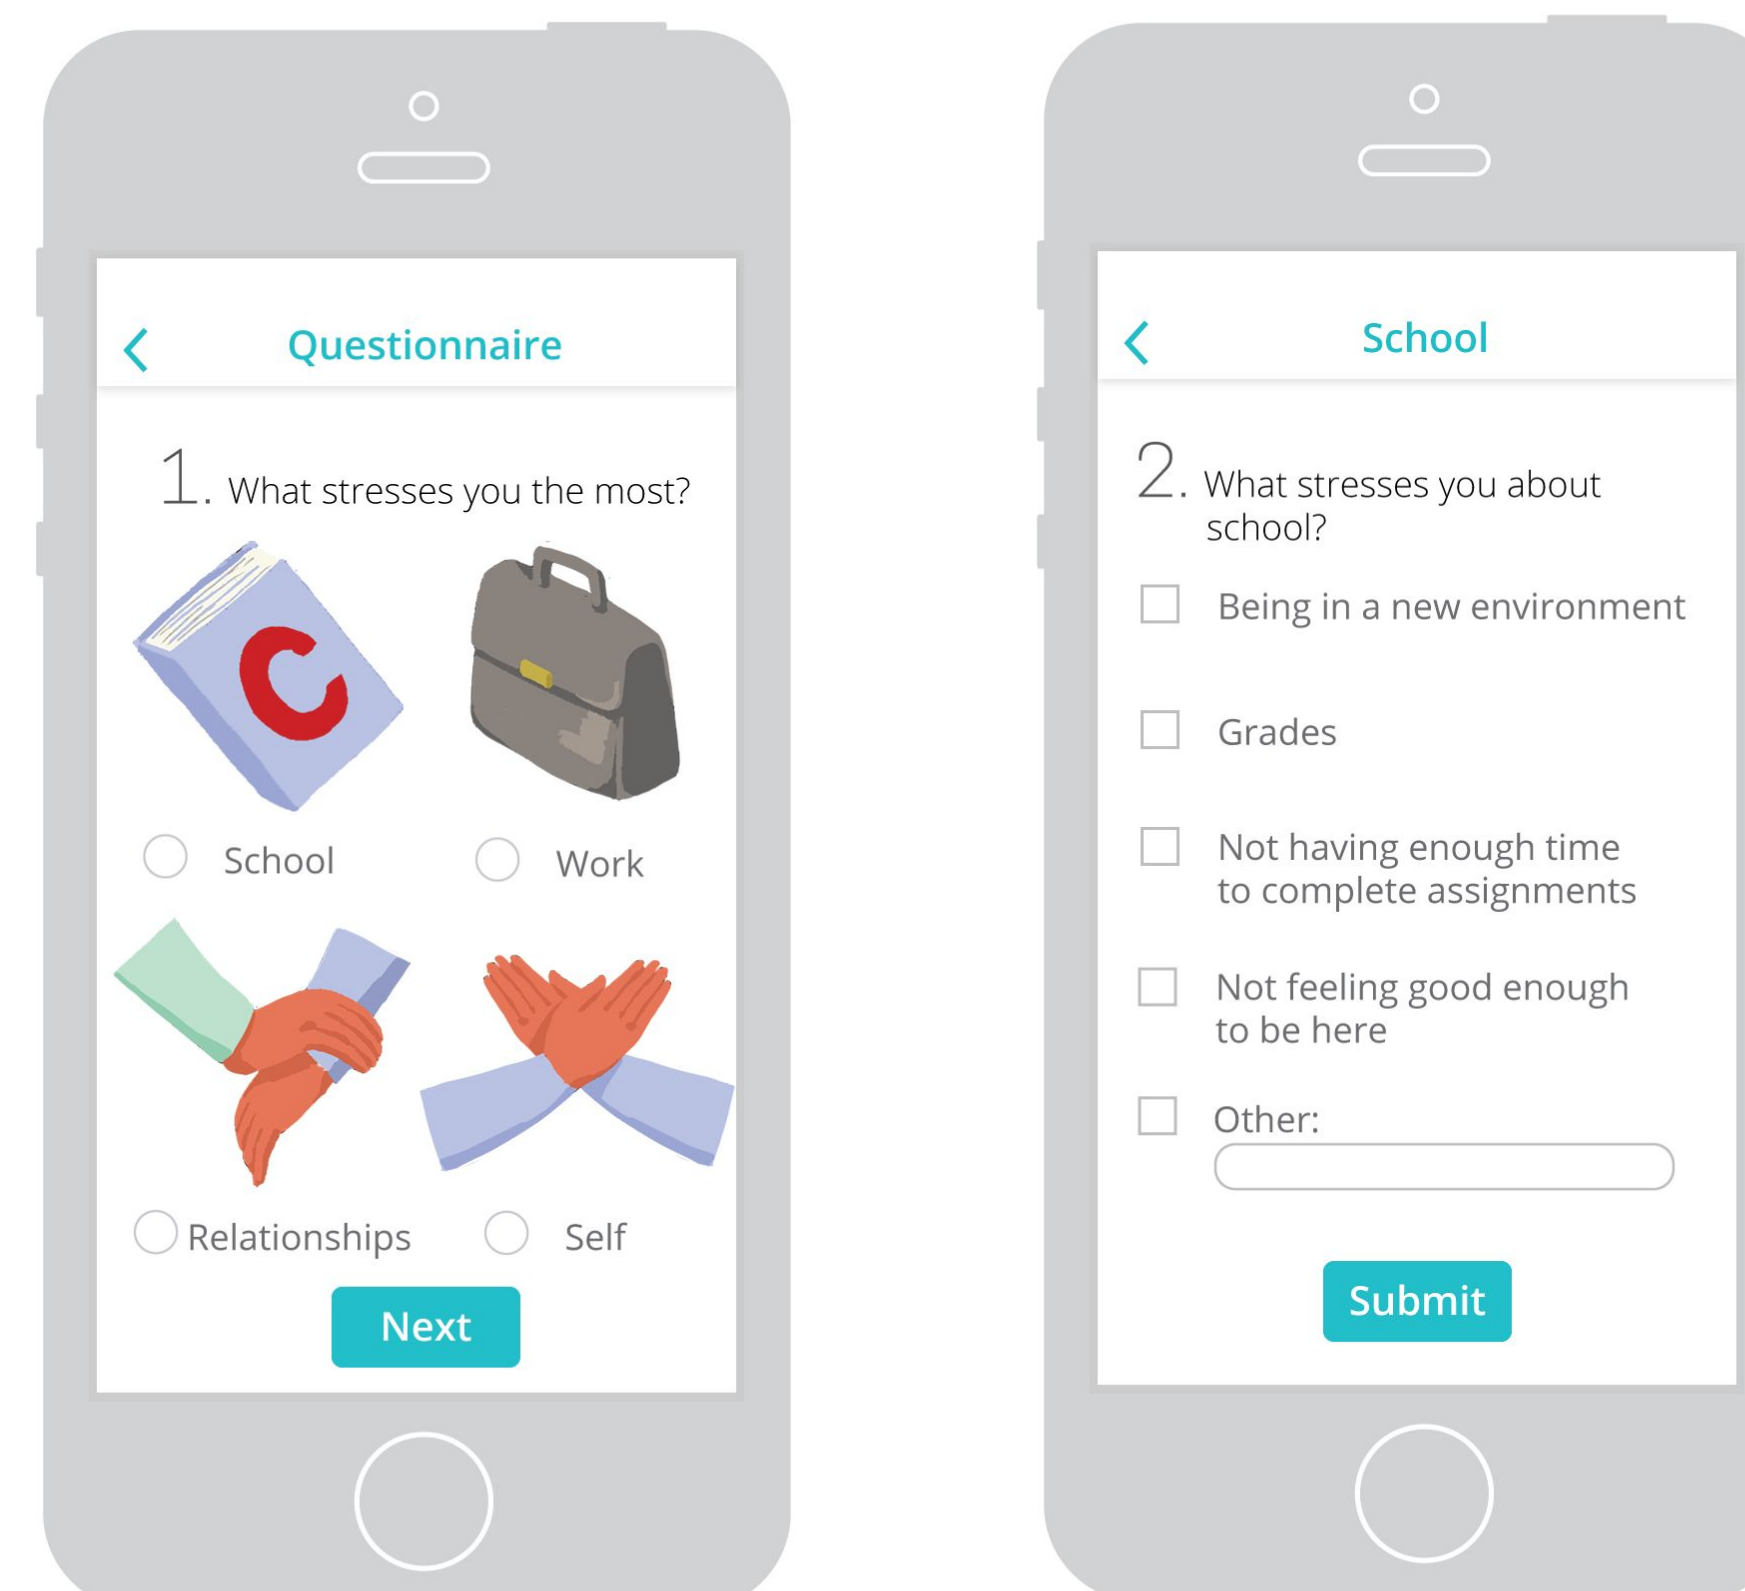 Questionnaire
1. What stresses you the most?
C
School
Work
Relationships
Self
Next
School
2. What stresses you about
school?
Being in a new environment
Grades
Not having enough time
to complete assignments
Not feeling good enough
to be here
Other:
Submit